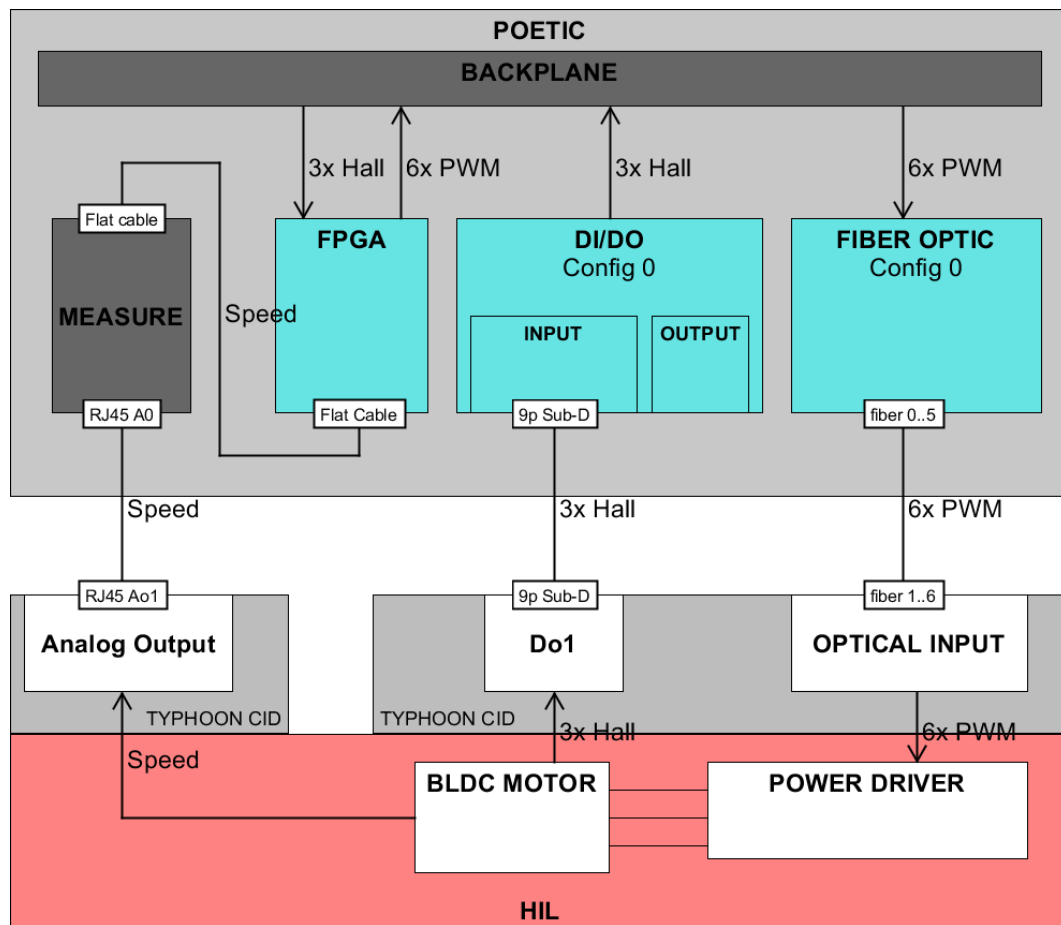 POETIC
BACKPLANE
3x Hall
6x PWM
3x Hall
6x PWM
Flat cable
MEASURE
RJ45 A0
Speed
FPGA
Flat Cable
DI/DO
Config 0
INPUT
OUTPUT
9p Sub-D
FIBER OPTIC
Config 0
fiber 0..5
Speed
3x Hall
6x PWM
RJ45 Ao1
Analog Output
TYPHOON CID
9p Sub-D
Do1
fiber 1..6
OPTICAL INPUT
TYPHOON CID
Speed
3x Hall
6x PWM
BLDC MOTOR
POWER DRIVER
HIL